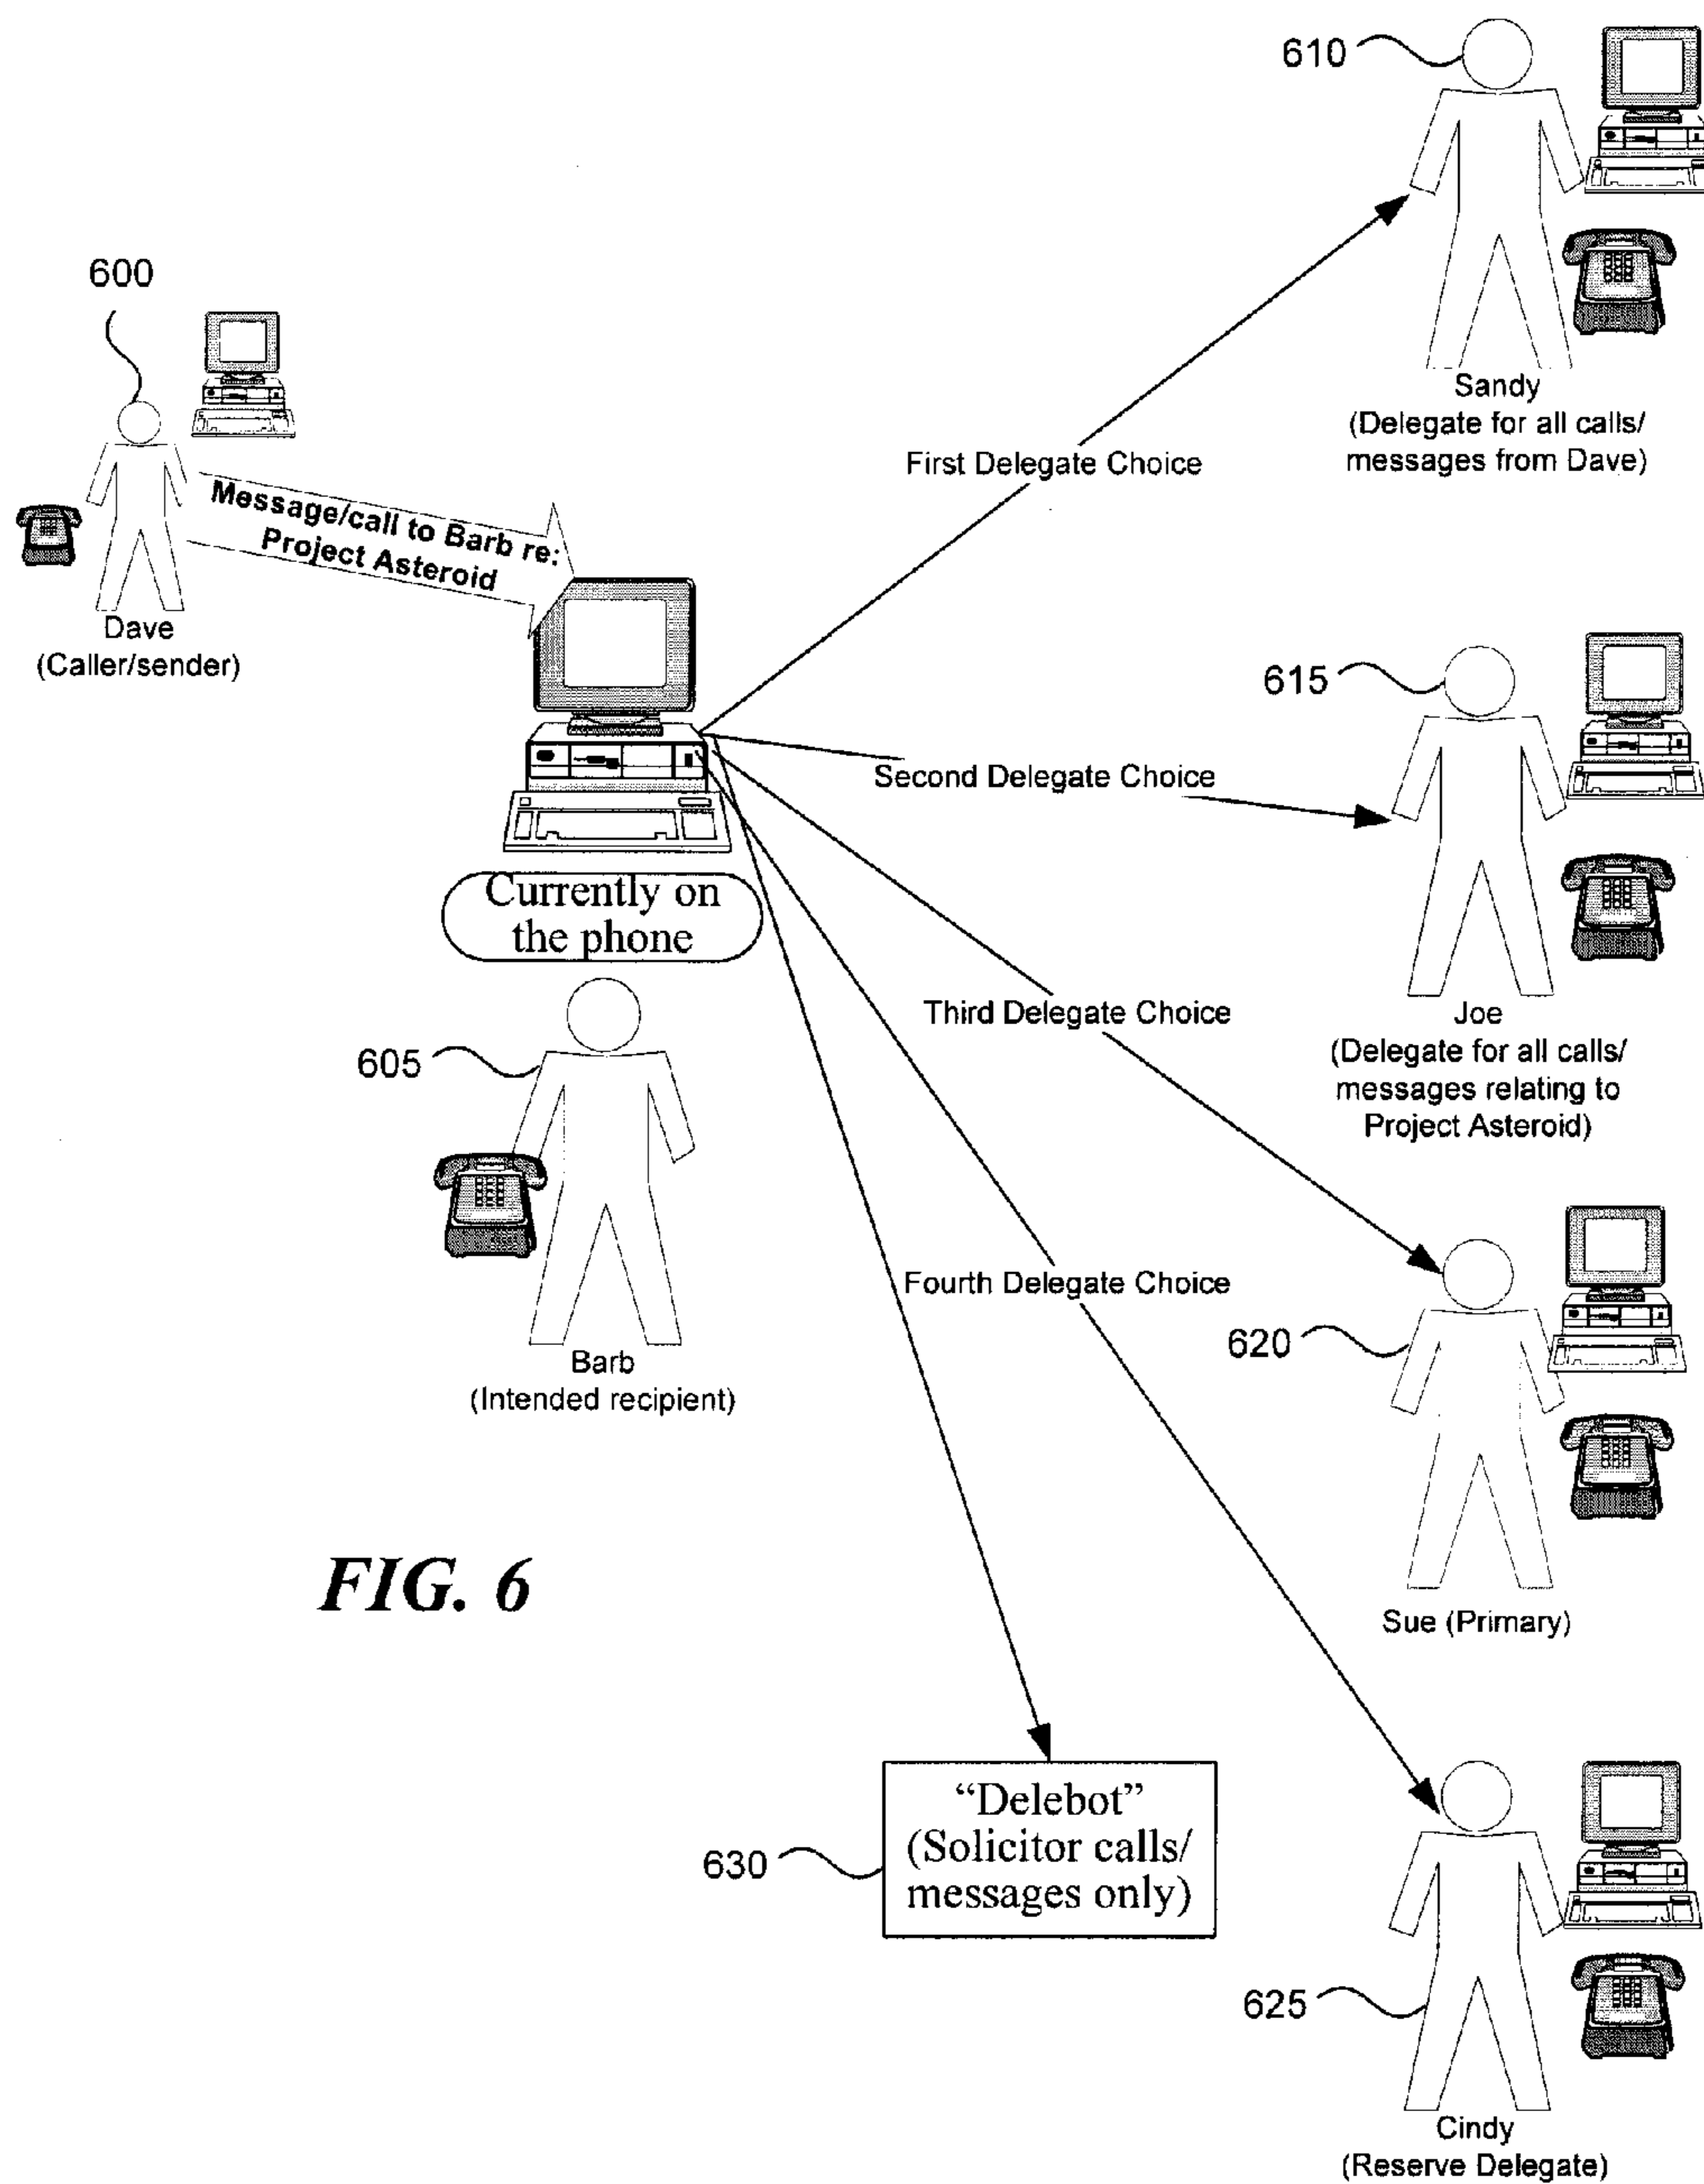 610
Sandy
(Delegate for all calls/
messages from Dave)
600
Message/call to Barb re:
Project Asteroid
Dave
(Caller/sender)
First Delegate Choice
615
Second Delegate Choice
Joe
(Delegate for all calls/
messages relating to
Project Asteroid)
Currently on
the phone
Third Delegate Choice
605
Barb
(Intended recipient)
Fourth Delegate Choice
620
Sue (Primary)
FIG. 6
"Delebot"
(Solicitor calls/
messages only)
630
625
Cindy
(Reserve Delegate)